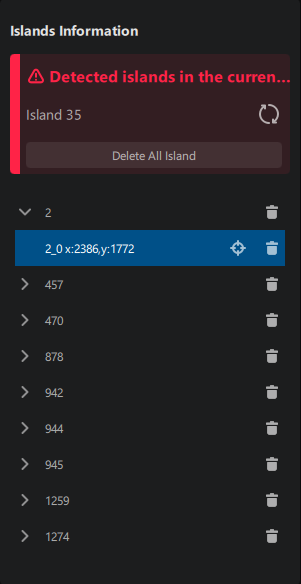 Islands Information
Detected islands in the curren...
Island 35
Delete All Island
2
2_0 x:2386,y:1772
457
470
878
942
944
945
1259
1274